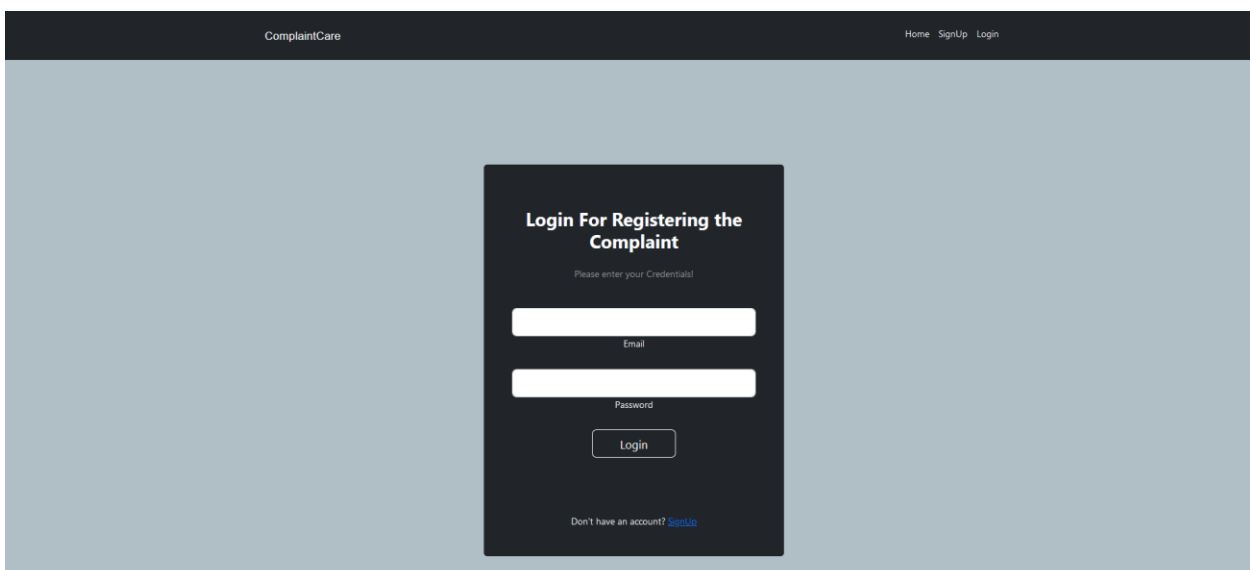 ComplaintCare
Home SignUp Login
Login For Registering the
Complaint
Please enter your Credentials!
Email
Password
Login
Don't have an account? SignUp